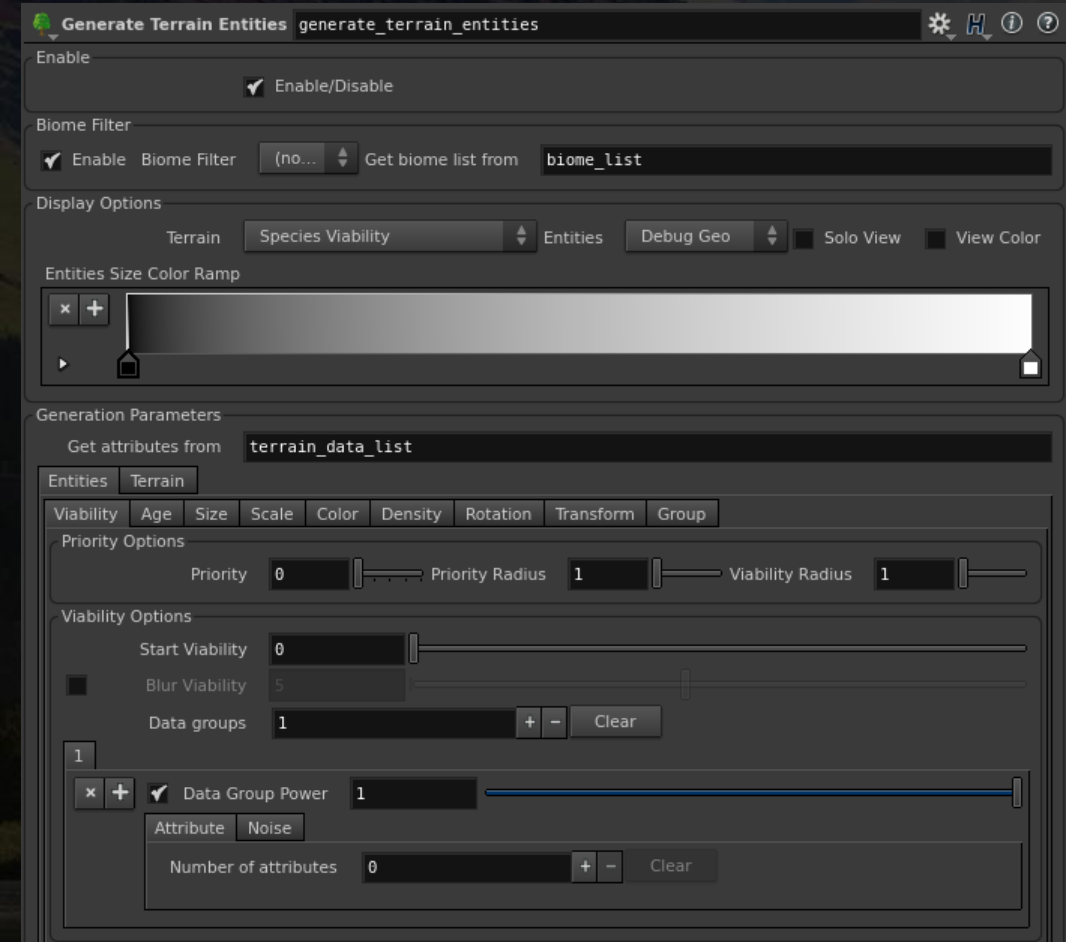 Generate Terrain Entities generate_terrain_entities
Enable
Enable/Disable
Biome Filter
Enable Biome Filter (no... Get biome list from biome_list
Display Options
Terrain Species Viability Entities Debug Geo Solo View View Color
Entities Size Color Ramp
Generation Parameters
Get attributes from terrain_data_list
Entities Terrain
Viability Age Size Scale Color Density Rotation Transform Group
Priority Options
Priority 0 Priority Radius 1 Viability Radius 1
Viability Options
Start Viability 0
Blur Viability 5
Data groups 1 + − Clear
1
× + Data Group Power 1
Attribute Noise
Number of attributes 0 + − Clear